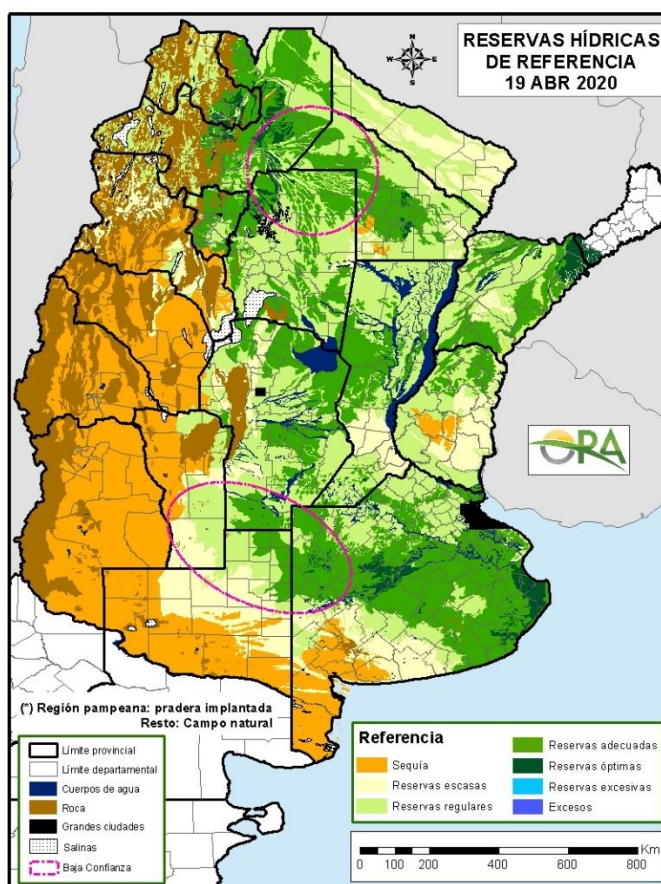 RESERVAS HÍDRICAS
DE REFERENCIA
19 ABR 2020
N
W E
S
ORA
(*) Región pampeana: pradera implantada
Resto: Campo natural
Límite provincial
Límite departamental
Cuerpos de agua
Roca
Grandes ciudades
Salinas
Baja Confianza
Referencia
Sequía
Reservas escasas
Reservas regulares
Reservas adecuadas
Reservas óptimas
Reservas excesivas
Excesos
Km
0 100 200 400 600 800